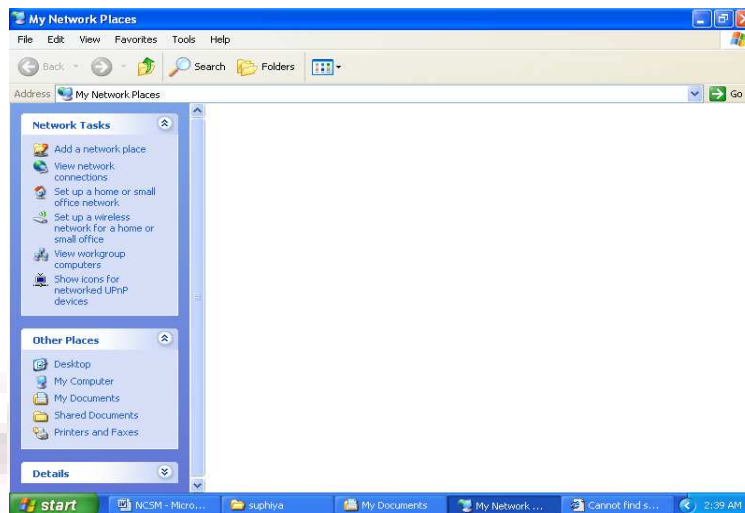 My Network Places
File Edit View Favorites Tools Help
Back Search Folders
Address My Network Places Go
Network Tasks
Add a network place
View network
connections
Set up a home or small
office network
Set up a wireless
network for a home or
small office
View workgroup
computers
Show icons for
networked UPnP
devices
Other Places
Desktop
My Computer
My Documents
Shared Documents
Printers and Faxes
Details
start NCSM - Micro... suphiya My Documents My Network ... Cannot find s... 2:39 AM